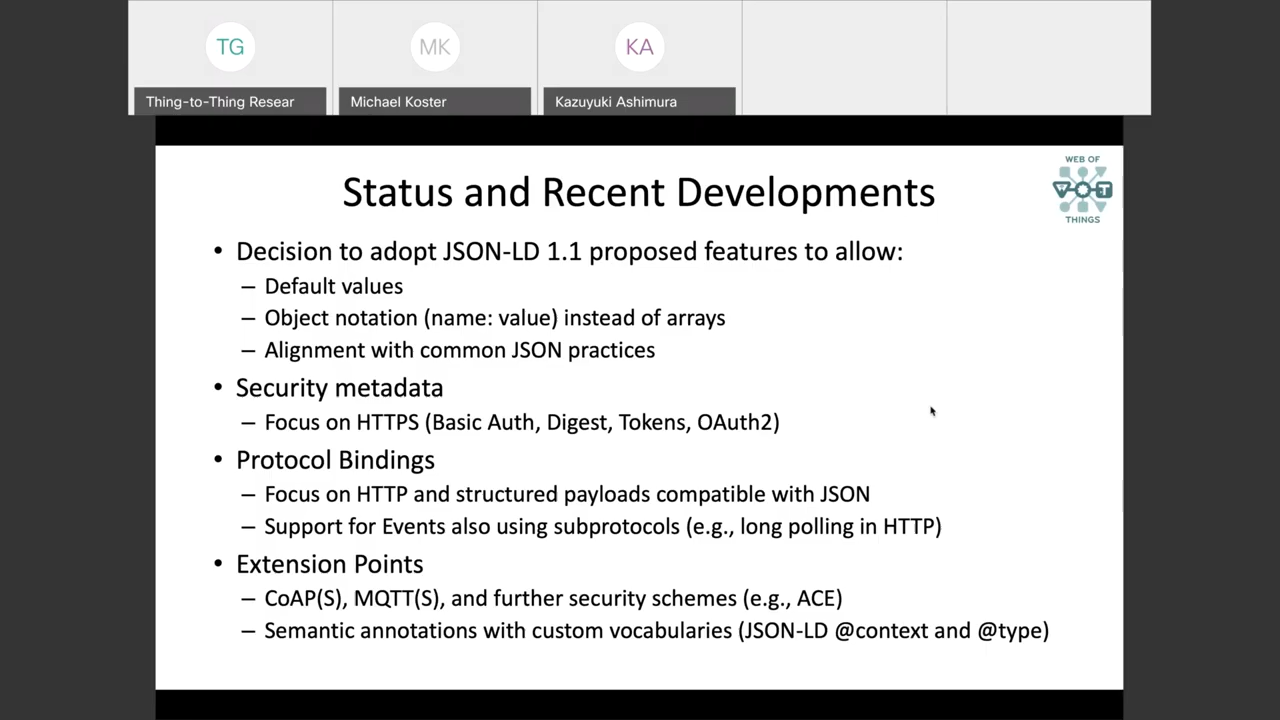 TG
MK
KA
Thing-to-Thing Resear
Michael Koster
Kazuyuki Ashimura
WEB OF
WOT
THINGS
Status and Recent Developments
• Decision to adopt JSON-LD 1.1 proposed features to allow:
– Default values
– Object notation (name: value) instead of arrays
– Alignment with common JSON practices
• Security metadata
– Focus on HTTPS (Basic Auth, Digest, Tokens, OAuth2)
• Protocol Bindings
– Focus on HTTP and structured payloads compatible with JSON
– Support for Events also using subprotocols (e.g., long polling in HTTP)
• Extension Points
– CoAP(S), MQTT(S), and further security schemes (e.g., ACE)
– Semantic annotations with custom vocabularies (JSON-LD @context and @type)